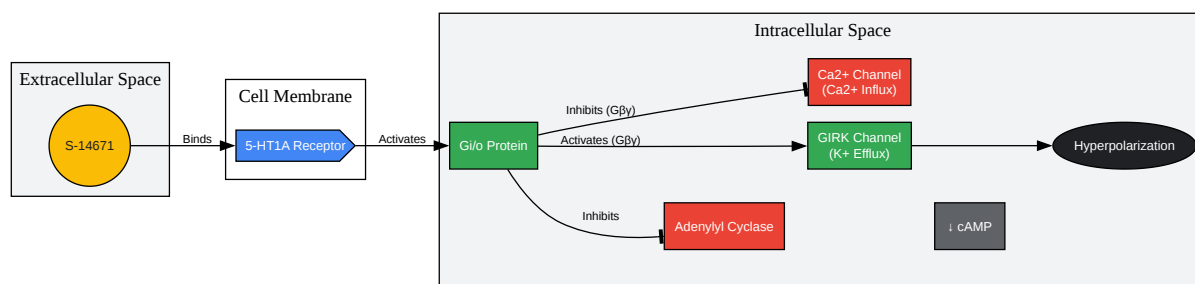 Intracellular Space
Extracellular Space
Cell Membrane
S-14671
Binds
5-HT1A Receptor
Activates
Gi/o Protein
Inhibits (Gβγ)
Ca2+ Channel
(Ca2+ Influx)
Activates (Gβγ)
GIRK Channel
(K+ Efflux)
Hyperpolarization
Inhibits
Adenylyl Cyclase
↓ cAMP